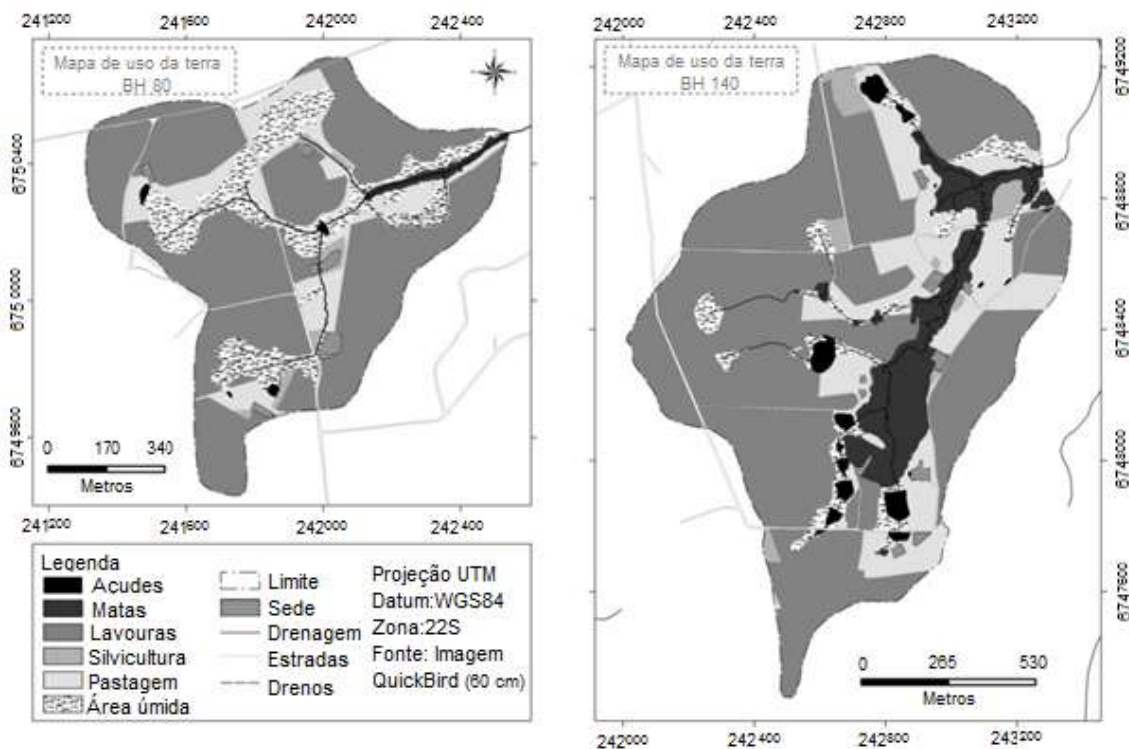 241200 241600 242000 242400
Mapa de uso da terra
BH 80
6750400
6750000
6749600
0 170 340
Metros
241200 241600 242000 242400
Legenda
Acudes
Matas
Lavouras
Silvicultura
Pastagem
Área úmida
Limite
Sede
Drenagem
Estradas
Drenos
Projeção UTM
Datum:WGS84
Zona:22S
Fonte: Imagem
QuickBird (60 cm)
242000 242400 242800 243200
Mapa de uso da terra
BH 140
6749200
6748800
6748400
6748000
6747600
0 265 530
Metros
242000 242400 242800 243200